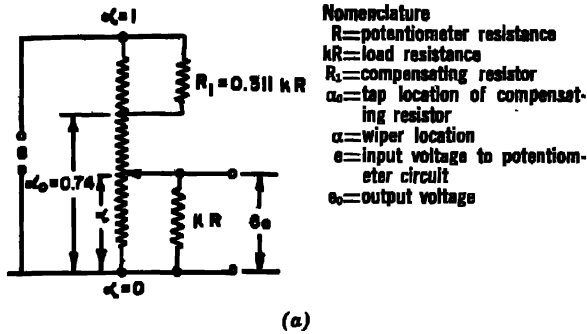 α=1
R₁=0.311 kR
α₀=0.74
α
KR
e₀
α=0
Nomenclature
R=potentiometer resistance
kR=load resistance
R₁=compensating resistor
α₀=tap location of compensat-
ing resistor
α=wiper location
e=input voltage to potentiom-
eter circuit
e₀=output voltage
(a)